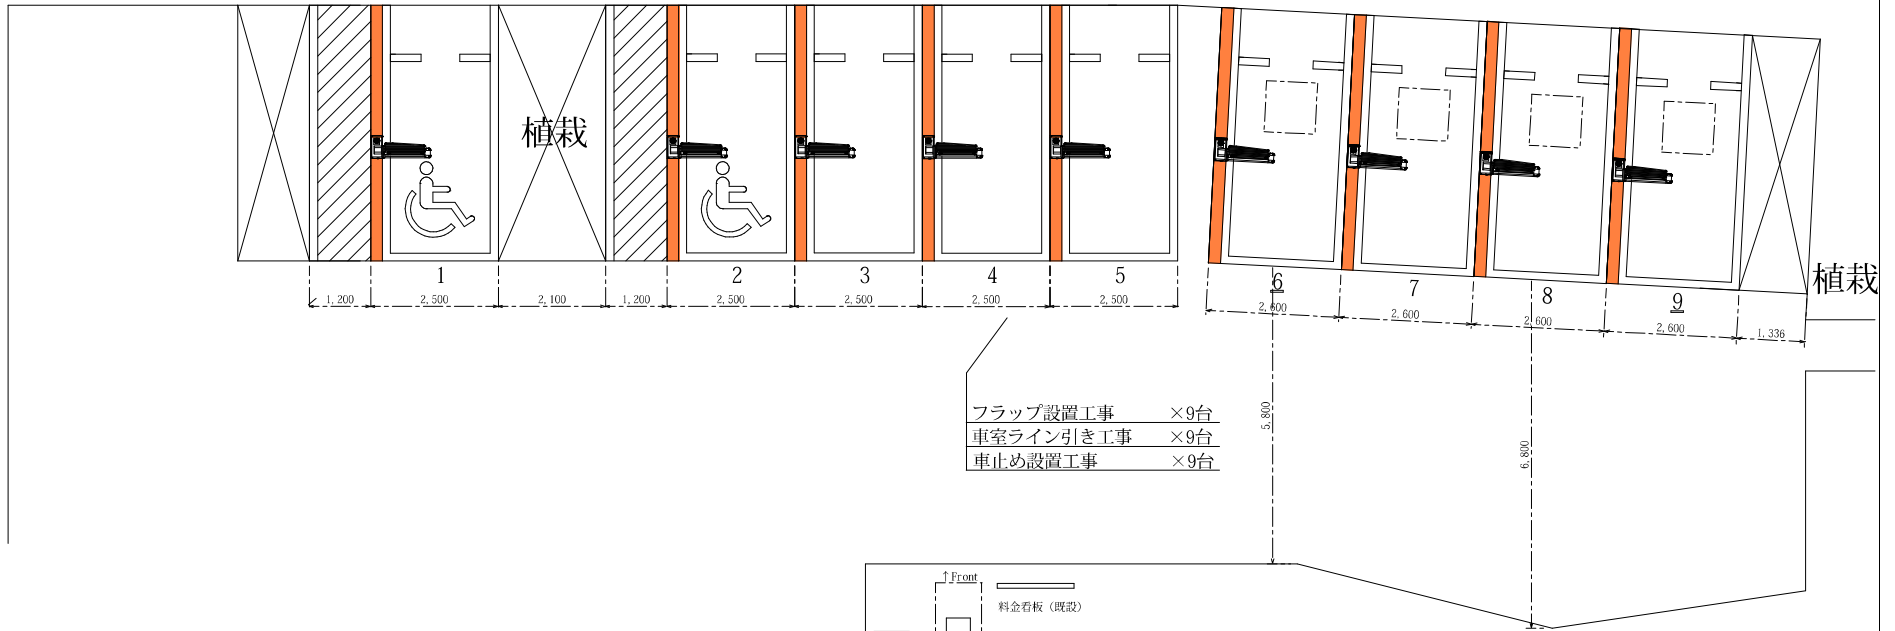 植栽
1 2 3 4 5 6 7 8 9
植栽
1,200 2,500 2,100 1,200 2,500 2,500 2,500 2,500 2,600 2,600 2,600 2,600 1,336
フラップ設置工事 ×9台
車室ライン引き工事 ×9台
車止め設置工事 ×9台
5,800
6,800
↑Front
料金看板（既設）